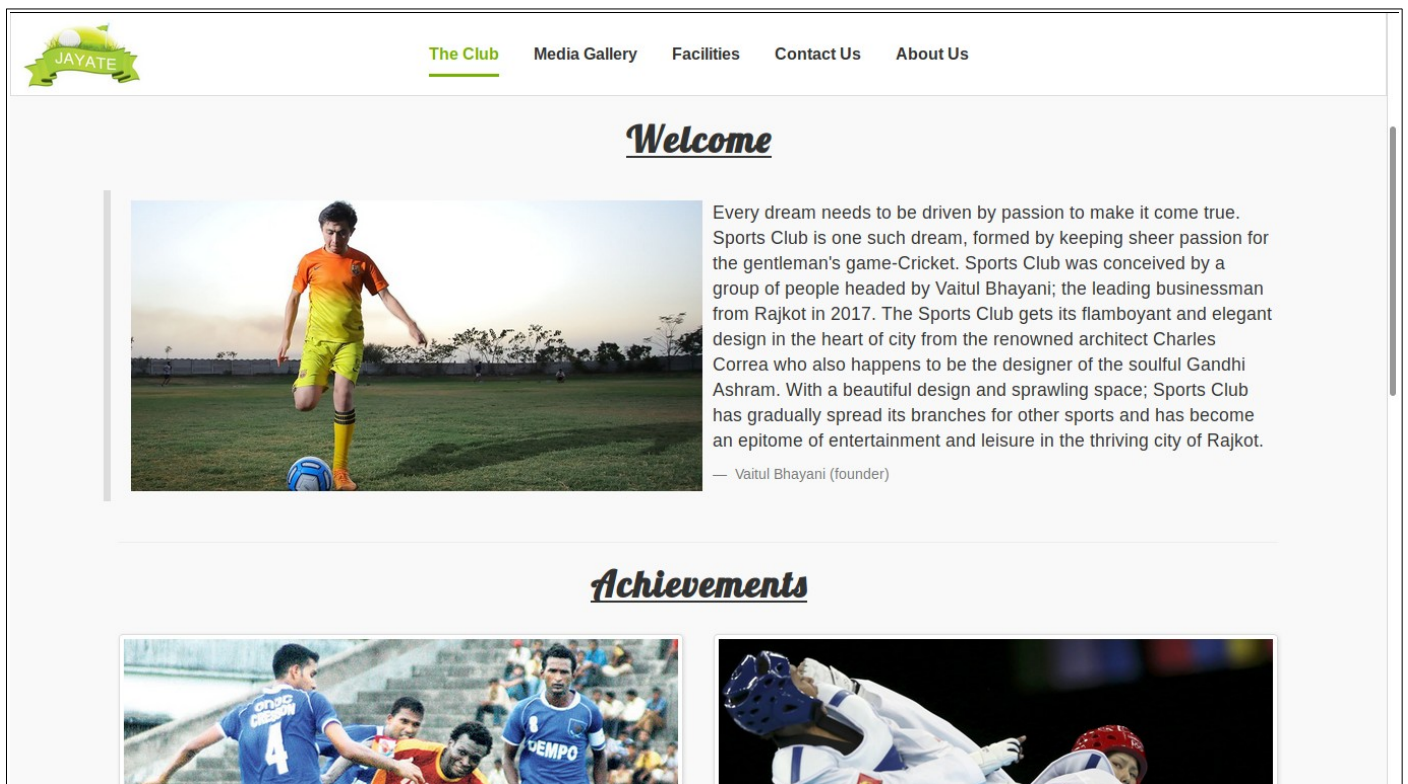 JAYATE
The Club Media Gallery Facilities Contact Us About Us
Welcome
Every dream needs to be driven by passion to make it come true.
Sports Club is one such dream, formed by keeping sheer passion for
the gentleman's game-Cricket. Sports Club was conceived by a
group of people headed by Vaitul Bhayani; the leading businessman
from Rajkot in 2017. The Sports Club gets its flamboyant and elegant
design in the heart of city from the renowned architect Charles
Correa who also happens to be the designer of the soulful Gandhi
Ashram. With a beautiful design and sprawling space; Sports Club
has gradually spread its branches for other sports and has become
an epitome of entertainment and leisure in the thriving city of Rajkot.
— Vaitul Bhayani (founder)
Achievements
4
8
DEMPO